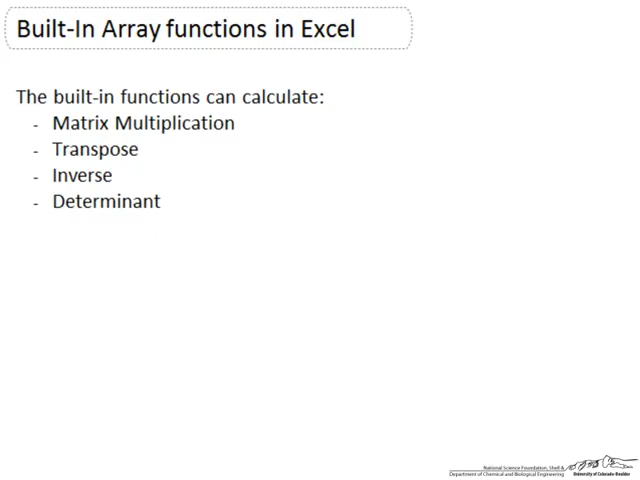 Built-In Array functions in Excel
The built-in functions can calculate:
- Matrix Multiplication
- Transpose
- Inverse
- Determinant
National Science Foundation, Shell &
Department of Chemical and Biological Engineering
University of Colorado Boulder